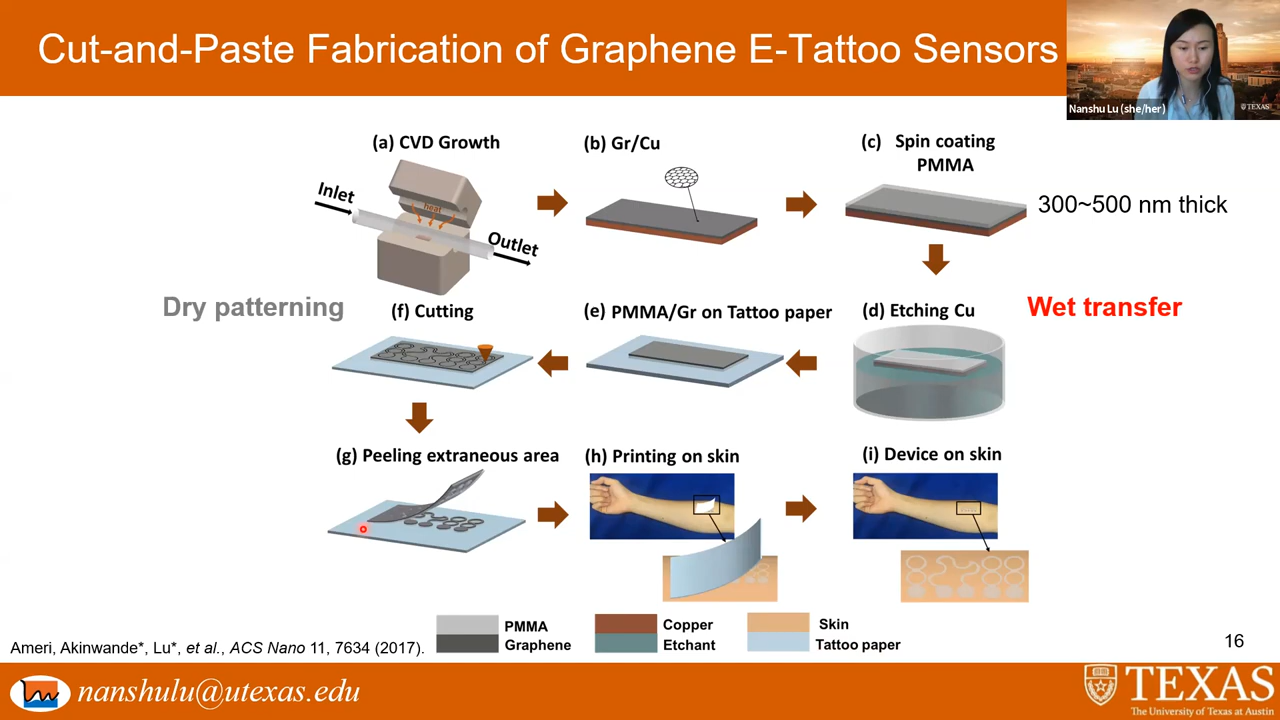 Cut-and-Paste Fabrication of Graphene E-Tattoo Sensors
Nanshu Lu (she/her)
TEXAS
(a) CVD Growth
(b) Gr/Cu
(c) Spin coating
PMMA
Inlet
heat
Outlet
300~500 nm thick
Dry patterning
(f) Cutting
(e) PMMA/Gr on Tattoo paper
(d) Etching Cu
Wet transfer
(g) Peeling extraneous area
(h) Printing on skin
(i) Device on skin
PMMA
Graphene
Copper
Etchant
Skin
Tattoo paper
Ameri, Akinwande*, Lu*, et al., ACS Nano 11, 7634 (2017).
16
nanshulu@utexas.edu
TEXAS
The University of Texas at Austin